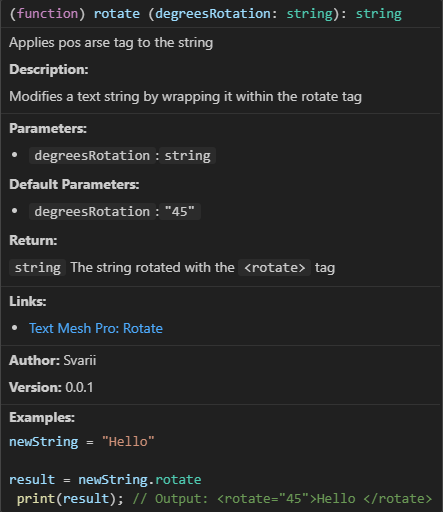 (function) rotate (degreesRotation: string): string
Applies pos arse tag to the string
Description:
Modifies a text string by wrapping it within the rotate tag
Parameters:
• degreesRotation : string
Default Parameters:
• degreesRotation : "45"
Return:
string The string rotated with the <rotate> tag
Links:
• Text Mesh Pro: Rotate
Author: Svarii
Version: 0.0.1
Examples:
newString = "Hello"
result = newString.rotate
print(result); // Output: <rotate="45">Hello </rotate>